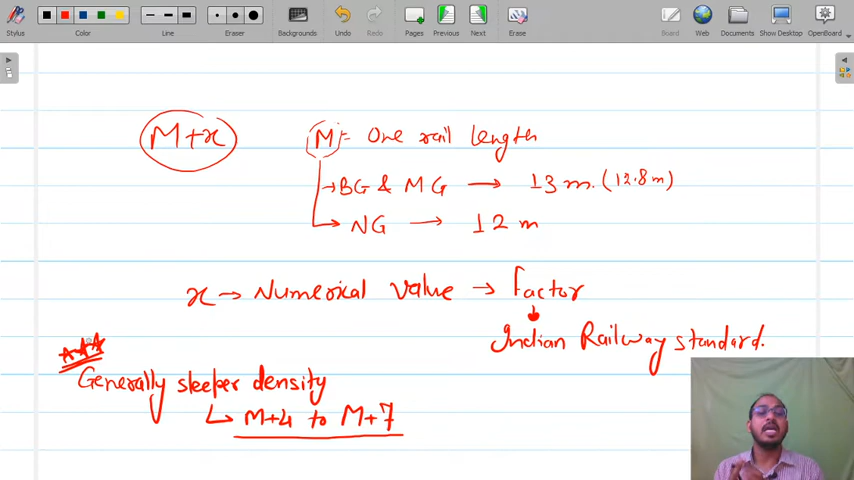 Stylus
Color
Line
Eraser
Backgrounds
Undo
Redo
Pages
Previous
Next
Erase
Board
Web
Documents
Show Desktop
OpenBoard
M+x
M = One rail length
→ BG & MG → 13 m. (12.8 m)
→ NG → 12 m
x → Numerical value → Factor
Indian Railway standard.
Generally sleeper density
↳ M+4 to M+7